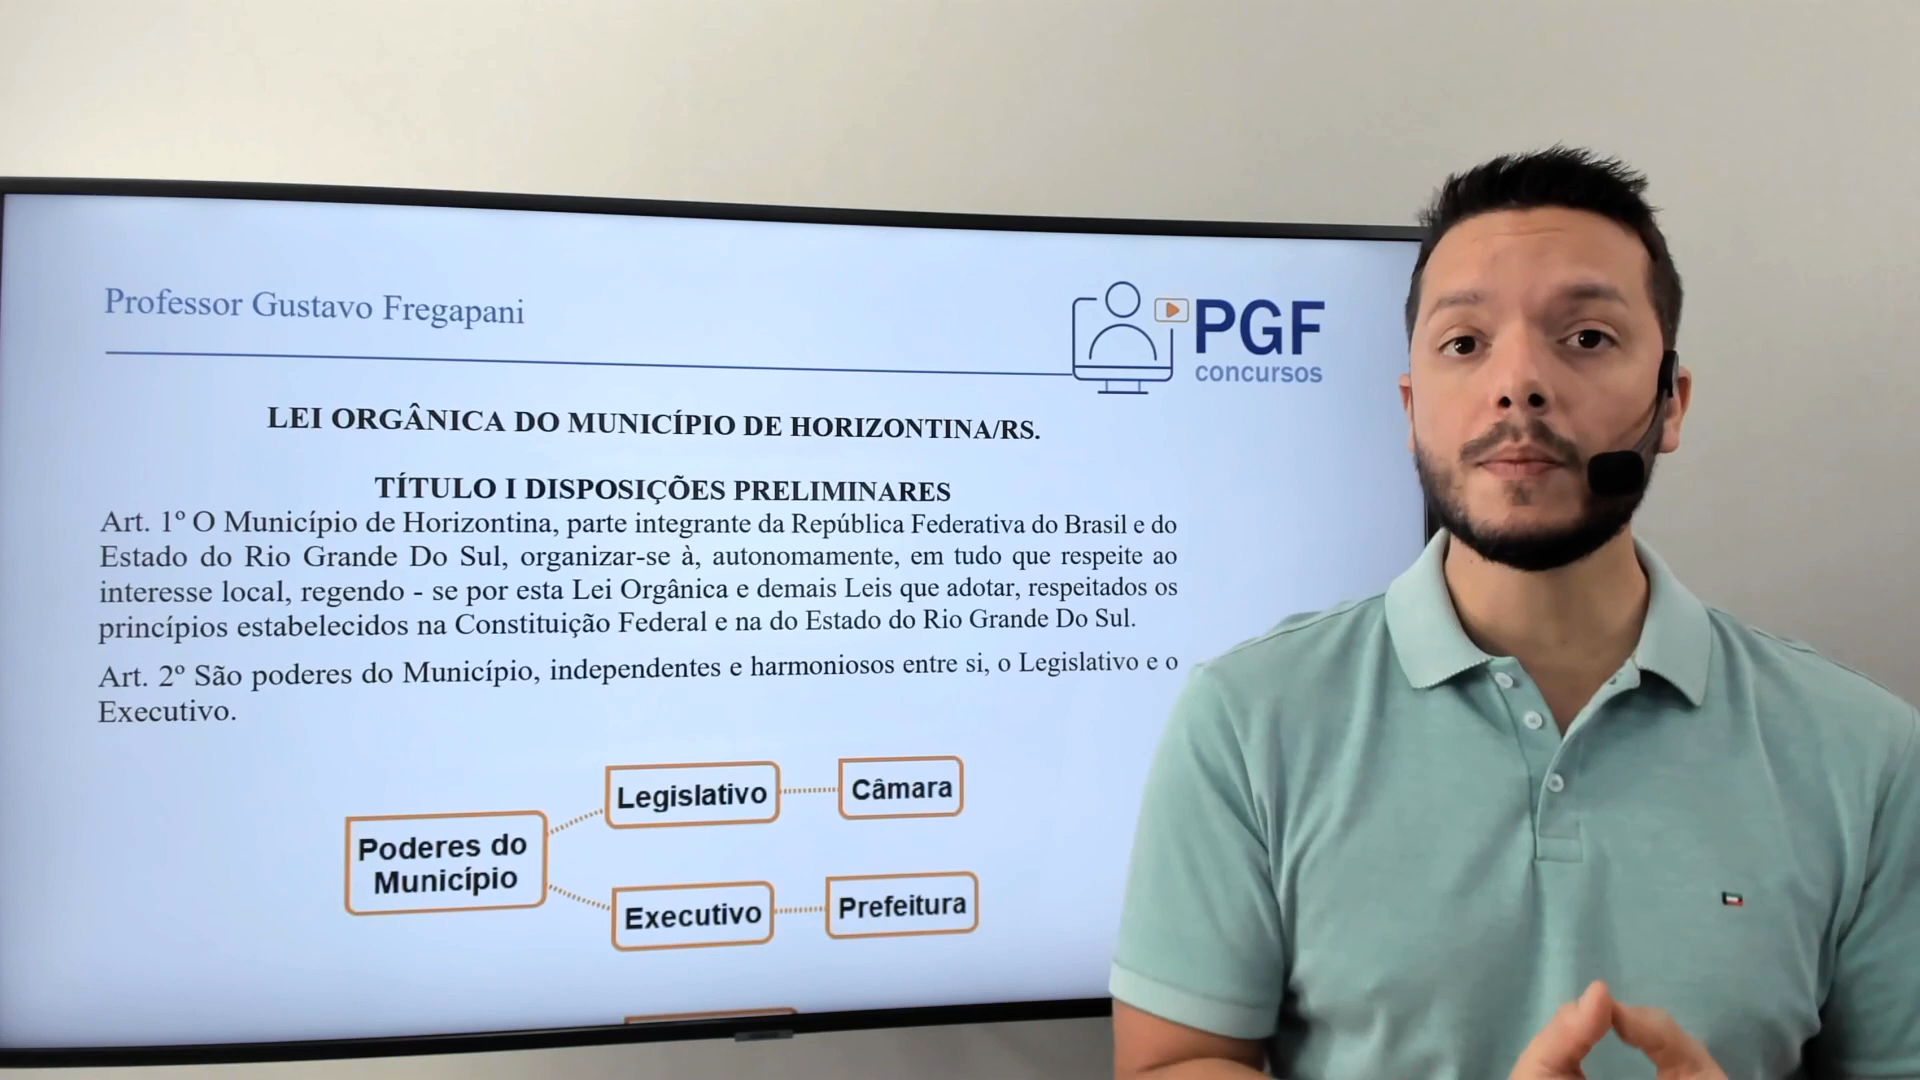 Professor Gustavo Fregapani
PGF
concursos
LEI ORGÂNICA DO MUNICÍPIO DE HORIZONTINA/RS.
TÍTULO I DISPOSIÇÕES PRELIMINARES
Art. 1º O Município de Horizontina, parte integrante da República Federativa do Brasil e do
Estado do Rio Grande Do Sul, organizar-se à, autonomamente, em tudo que respeite ao
interesse local, regendo - se por esta Lei Orgânica e demais Leis que adotar, respeitados os
princípios estabelecidos na Constituição Federal e na do Estado do Rio Grande Do Sul.
Art. 2º São poderes do Município, independentes e harmoniosos entre si, o Legislativo e o
Executivo.
Legislativo
Câmara
Poderes do
Município
Executivo
Prefeitura